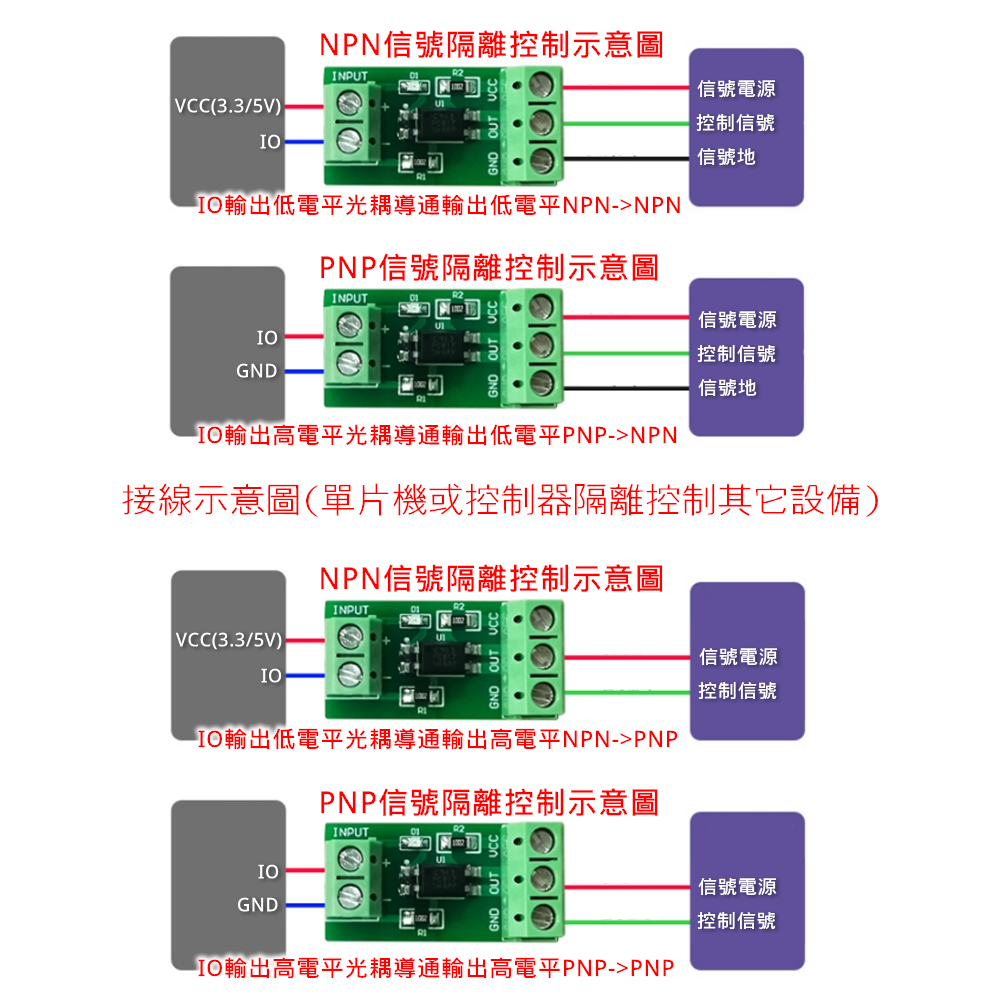 NPN信號隔離控制示意圖
INPUT
D1
R2
VCC
VCC(3.3/5V)
+
U1
信號電源
OUT
控制信號
IO
-
GND
信號地
R1
IO輸出低電平光耦導通輸出低電平NPN->NPN
PNP信號隔離控制示意圖
INPUT
D1
R2
VCC
IO
+
U1
信號電源
OUT
控制信號
GND
-
GND
信號地
R1
IO輸出高電平光耦導通輸出低電平PNP->NPN
接線示意圖(單片機或控制器隔離控制其它設備)
NPN信號隔離控制示意圖
INPUT
D1
R2
VCC
VCC(3.3/5V)
+
U1
信號電源
OUT
IO
-
GND
控制信號
R1
IO輸出低電平光耦導通輸出高電平NPN->PNP
PNP信號隔離控制示意圖
INPUT
D1
R2
VCC
IO
+
U1
信號電源
OUT
GND
-
GND
控制信號
R1
IO輸出高電平光耦導通輸出高電平PNP->PNP